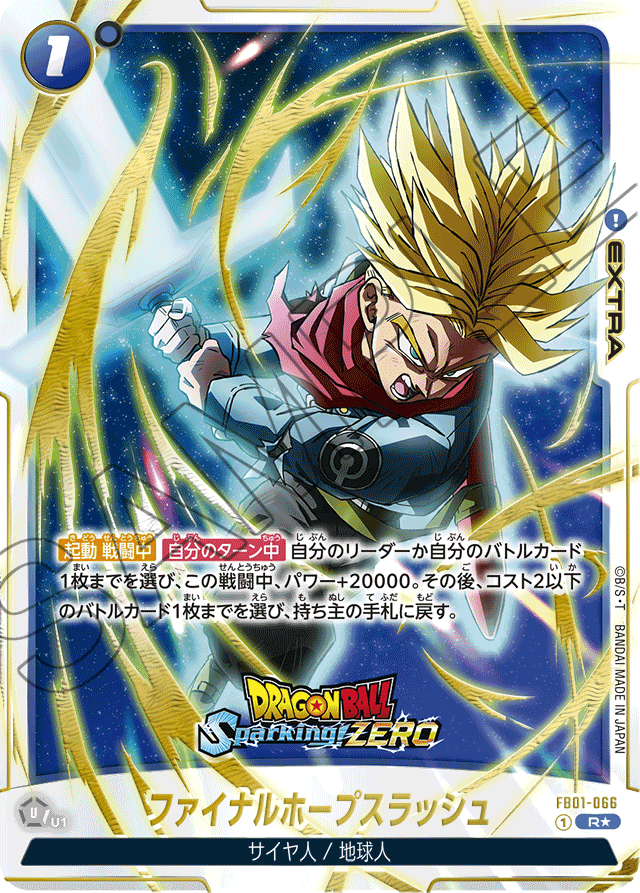 1
! EXTRA
起動 戦闘中 自分のターン中 自分のリーダーか自分のバトルカード
1枚までを選び、この戦闘中、パワー+20000。その後、コスト2以下
のバトルカード1枚までを選び、持ち主の手札に戻す。
©B/S・T BANDAI MADE IN JAPAN
SAMPLE
DRAGON BALL
Sparking! ZERO
U/U1
ファイナルホープスラッシュ
FB01-066
1 R★
サイヤ人 / 地球人